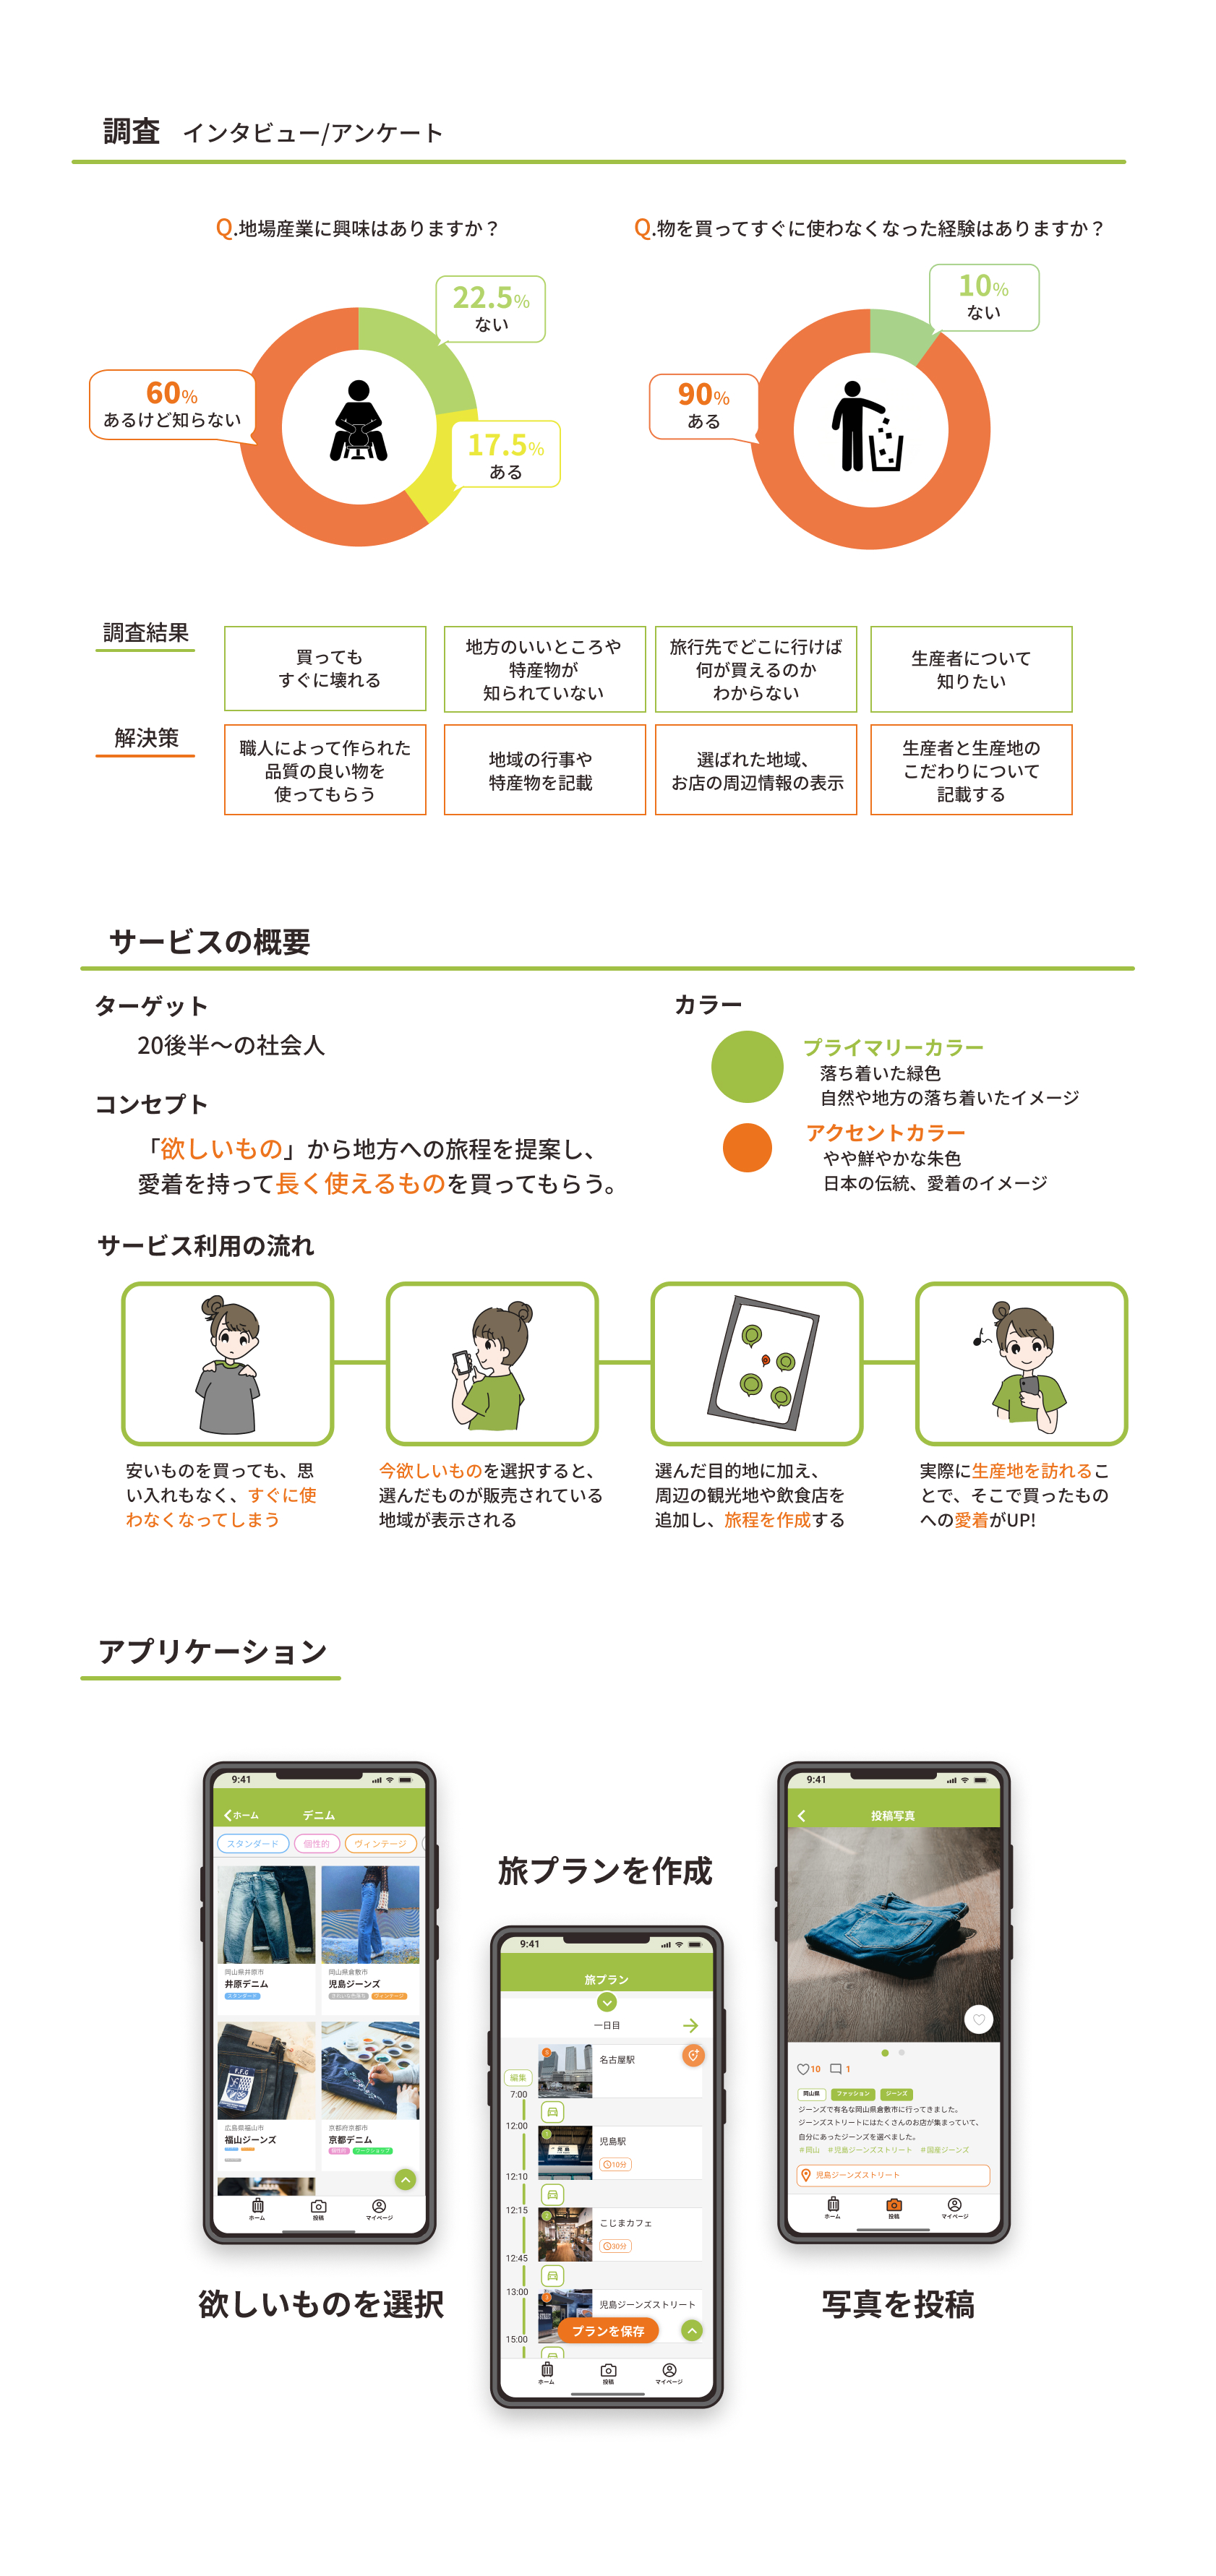 調査 インタビュー/アンケート
Q.地場産業に興味はありますか？
Q.物を買ってすぐに使わなくなった経験はありますか？
22.5%
ない
60%
あるけど知らない
17.5%
ある
10%
ない
90%
ある
調査結果
買っても
すぐに壊れる
地方のいいところや
特産物が
知られていない
旅行先でどこに行けば
何が買えるのか
わからない
生産者について
知りたい
解決策
職人によって作られた
品質の良い物を
使ってもらう
地域の行事や
特産物を記載
選ばれた地域、
お店の周辺情報の表示
生産者と生産地の
こだわりについて
記載する
サービスの概要
ターゲット
20後半〜の社会人
コンセプト
「欲しいもの」から地方への旅程を提案し、
愛着を持って長く使えるものを買ってもらう。
カラー
プライマリーカラー
落ち着いた緑色
自然や地方の落ち着いたイメージ
アクセントカラー
やや鮮やかな朱色
日本の伝統、愛着のイメージ
サービス利用の流れ
安いものを買っても、思
い入れもなく、すぐに使
わなくなってしまう
今欲しいものを選択すると、
選んだものが販売されている
地域が表示される
選んだ目的地に加え、
周辺の観光地や飲食店を
追加し、旅程を作成する
実際に生産地を訪れるこ
とで、そこで買ったもの
への愛着がUP!
アプリケーション
9:41
ホーム デニム
スタンダード 個性的 ヴィンテージ
岡山県井原市
井原デニム
スタンダード
岡山県倉敷市
児島ジーンズ
ヴィンテージ
広島県福山市
福山ジーンズ
京都府京都市
京都デニム
個性的 ワークショップ
ホーム 投稿 マイページ
欲しいものを選択
旅プランを作成
9:41
旅プラン
一日目
編集
名古屋駅
7:00
12:00
児島駅
10分
12:10
12:15
こじまカフェ
30分
12:45
13:00
児島ジーンズストリート
プランを保存
15:00
ホーム 投稿 マイページ
9:41
投稿写真
10 1
岡山県 ファッション ジーンズ
ジーンズで有名な岡山県倉敷市に行ってきました。
ジーンズストリートにはたくさんのお店が集まっていて、
自分にあったジーンズを選べました。
#岡山 #児島ジーンズストリート #国産ジーンズ
児島ジーンズストリート
ホーム 投稿 マイページ
写真を投稿